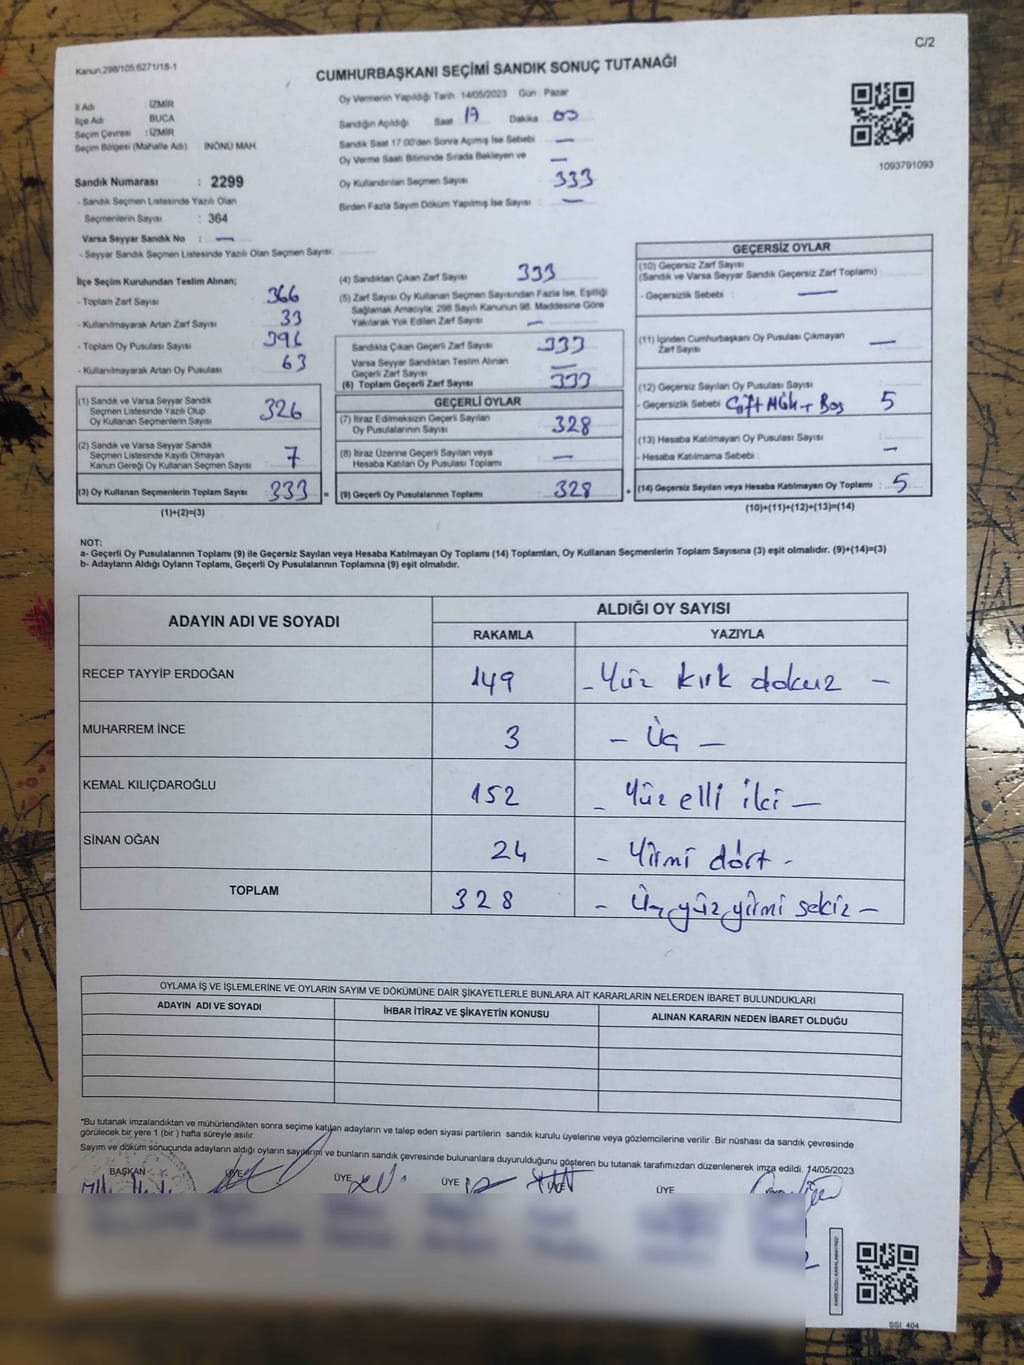 C/2
Kanun:298/105,6271/18-1
CUMHURBAŞKANI SEÇİMİ SANDIK SONUÇ TUTANAĞI
1093791093
İl Adı İZMİR
İlçe Adı BUCA
Seçim Çevresi : İZMİR
Seçim Bölgesi (Mahalle Adı) İNÖNÜ MAH
Sandık Numarası : 2299
- Sandık Seçmen Listesinde Yazılı Olan
Seçmenlerin Sayısı : 364
Varsa Seyyar Sandık No : —
- Seyyar Sandık Seçmen Listesinde Yazılı Olan Seçmen Sayısı:
Oy Vermenin Yapıldığı Tarih :14/05/2023 Gün : Pazar
Sandığın Açıldığı Saat 17 Dakika 00
Sandık Saat 17:00'den Sonra Açımış İse Sebebi —
Oy Verme Saati Bitiminde Sırada Bekleyen ve —
Oy Kullandırılan Seçmen Sayısı 333
Birden Fazla Sayım Döküm Yapılmış İse Sayısı : —
İlçe Seçim Kurulundan Teslim Alınan;
- Toplam Zarf Sayısı 366
- Kullanılmayarak Artan Zarf Sayısı 33
- Toplam Oy Pusulası Sayısı 396
- Kullanılmayarak Artan Oy Pusulası 63
(1) Sandık ve Varsa Seyyar Sandık
Seçmen Listesinde Yazılı Olup
Oy Kullanan Seçmenlerin Sayısı 326
(2) Sandık ve Varsa Seyyar Sandık
Seçmen Listesinde Kayıtlı Olmayan
Kanun Gereği Oy Kullanan Seçmen Sayısı 7
(3) Oy Kullanan Seçmenlerin Toplam Sayısı : 333 =
(1)+(2)=(3)
(4) Sandıktan Çıkan Zarf Sayısı 333
(5) Zarf Sayısı Oy Kullanan Seçmen Sayısından Fazla İse, Eşitliği
Sağlamak Amacıyla; 298 Sayılı Kanunun 98. Maddesine Göre
Yakılarak Yok Edilen Zarf Sayısı —
Sandıkta Çıkan Geçerli Zarf Sayısı 333
Varsa Seyyar Sandıktan Teslim Alınan
Geçerli Zarf Sayısı —
(6) Toplam Geçerli Zarf Sayısı 333
GEÇERLİ OYLAR
(7) İtiraz Edilmeksizin Geçerli Sayılan
Oy Pusulalarının Sayısı 328
(8) İtiraz Üzerine Geçerli Sayılan veya
Hesaba Katılan Oy Pusulası Toplamı —
(9) Geçerli Oy Pusulalarının Toplamı 328 +
GEÇERSİZ OYLAR
(10) Geçersiz Zarf Sayısı
(Sandık ve Varsa Seyyar Sandık Geçersiz Zarf Toplamı)
- Geçersizlik Sebebi : —
(11) İçinden Cumhurbaşkanı Oy Pusulası Çıkmayan
Zarf Sayısı —
(12) Geçersiz Sayılan Oy Pusulası Sayısı
- Geçersizlik Sebebi : Çift Müh + Boş 5
(13) Hesaba Katılmayan Oy Pusulası Sayısı
- Hesaba Katılmama Sebebi : —
(14) Geçersiz Sayılan veya Hesaba Katılmayan Oy Toplamı : 5
(10)+(11)+(12)+(13)=(14)
NOT:
a- Geçerli Oy Pusulalarının Toplamı (9) ile Geçersiz Sayılan veya Hesaba Katılmayan Oy Toplamı (14) Toplamları, Oy Kullanan Seçmenlerin Toplam Sayısına (3) eşit olmalıdır. (9)+(14)=(3)
b- Adayların Aldığı Oyların Toplamı, Geçerli Oy Pusulalarının Toplamına (9) eşit olmalıdır.
ADAYIN ADI VE SOYADI ALDIĞI OY SAYISI
RAKAMLA YAZIYLA
RECEP TAYYİP ERDOĞAN 149 - Yüz kırk dokuz -
MUHARREM İNCE 3 - Üç -
KEMAL KILIÇDAROĞLU 152 - Yüz elli iki -
SİNAN OĞAN 24 - Yirmi dört -
TOPLAM 328 - Üç yüz yirmi sekiz -
OYLAMA İŞ VE İŞLEMLERİNE VE OYLARIN SAYIM VE DÖKÜMÜNE DAİR ŞİKAYETLERLE BUNLARA AİT KARARLARIN NELERDEN İBARET BULUNDUKLARI
ADAYIN ADI VE SOYADI İHBAR İTİRAZ VE ŞİKAYETİN KONUSU ALINAN KARARIN NEDEN İBARET OLDUĞU
*Bu tutanak imzalandıktan ve mühürlendikten sonra seçime katılan adayların ve talep eden siyasi partilerin sandık kurulu üyelerine veya gözlemcilerine verilir .Bir nüshası da sandık çevresinde
görülecek bir yere 1 (bir ) hafta süreyle asılır.
Sayım ve döküm sonucunda adayların aldığı oyların sayılarını ve bunların sandık çevresinde bulunanlara duyurulduğunu gösteren bu tutanak tarafımızdan düzenlenerek imza edildi. 14/05/2023
BAŞKAN ÜYE ÜYE ÜYE ÜYE ÜYE
SSI_404